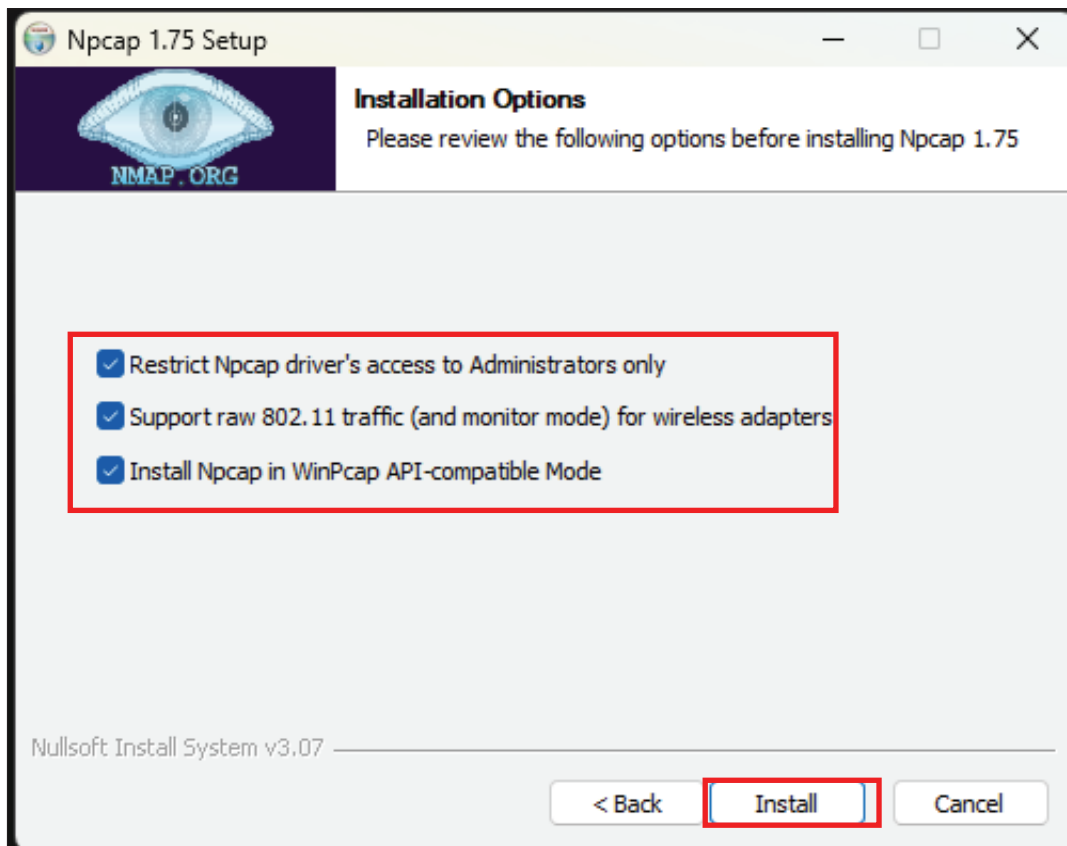 Npcap 1.75 Setup
Installation Options
Please review the following options before installing Npcap 1.75
NMAP.ORG
Restrict Npcap driver's access to Administrators only
Support raw 802.11 traffic (and monitor mode) for wireless adapters
Install Npcap in WinPcap API-compatible Mode
Nullsoft Install System v3.07
< Back
Install
Cancel